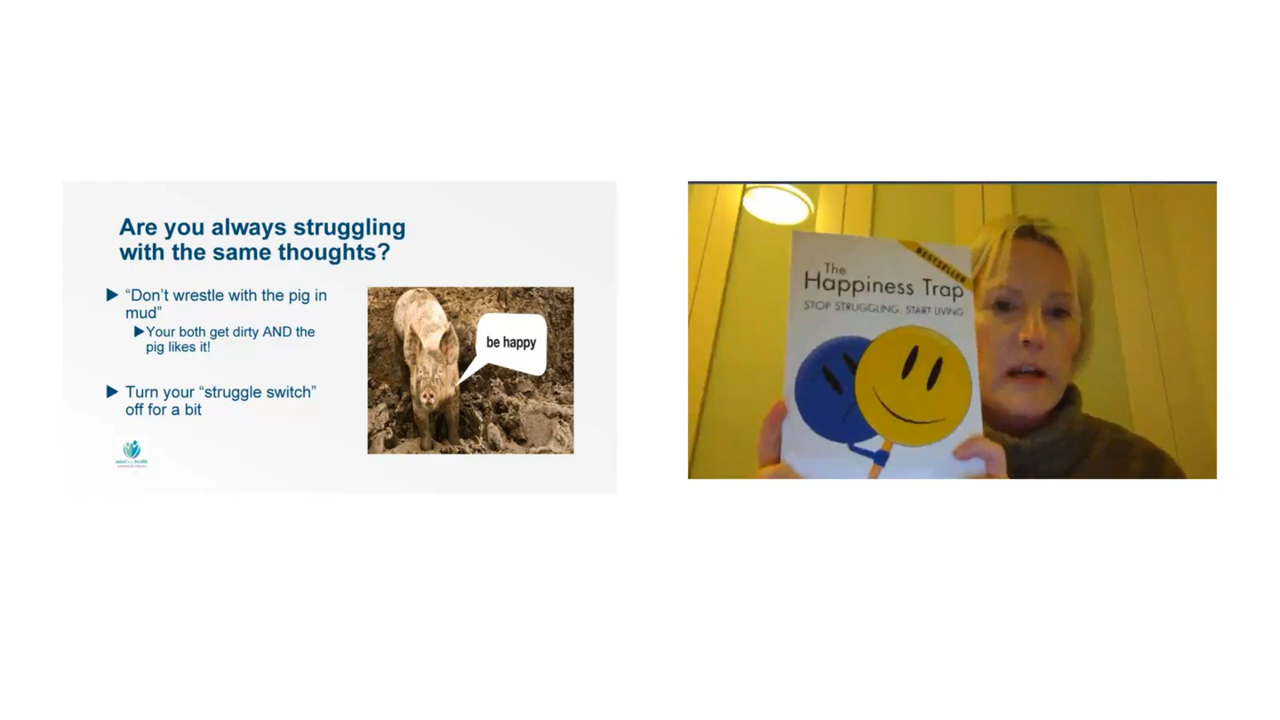 Are you always struggling
with the same thoughts?
▶ “Don’t wrestle with the pig in
mud”
▶Your both get dirty AND the
pig likes it!
▶ Turn your “struggle switch”
off for a bit
be happy
BESTSELLER
The
Happiness Trap
STOP STRUGGLING, START LIVING